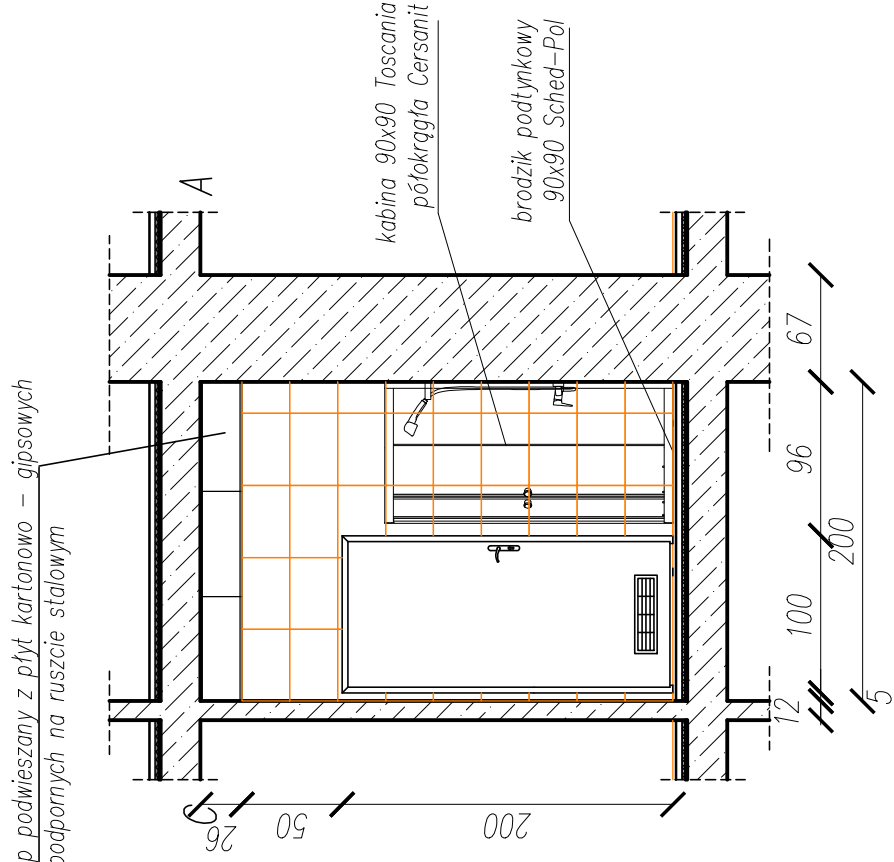 p podwieszany z płyt kartonowo – gipsowych
podpornych na ruszcie stalowym
A
kabina 90x90 Toscania
półokrągła Cersanit
brodzik podtynkowy
90x90 Sched-Pol
67
96
200
100
12
5
26
50
200